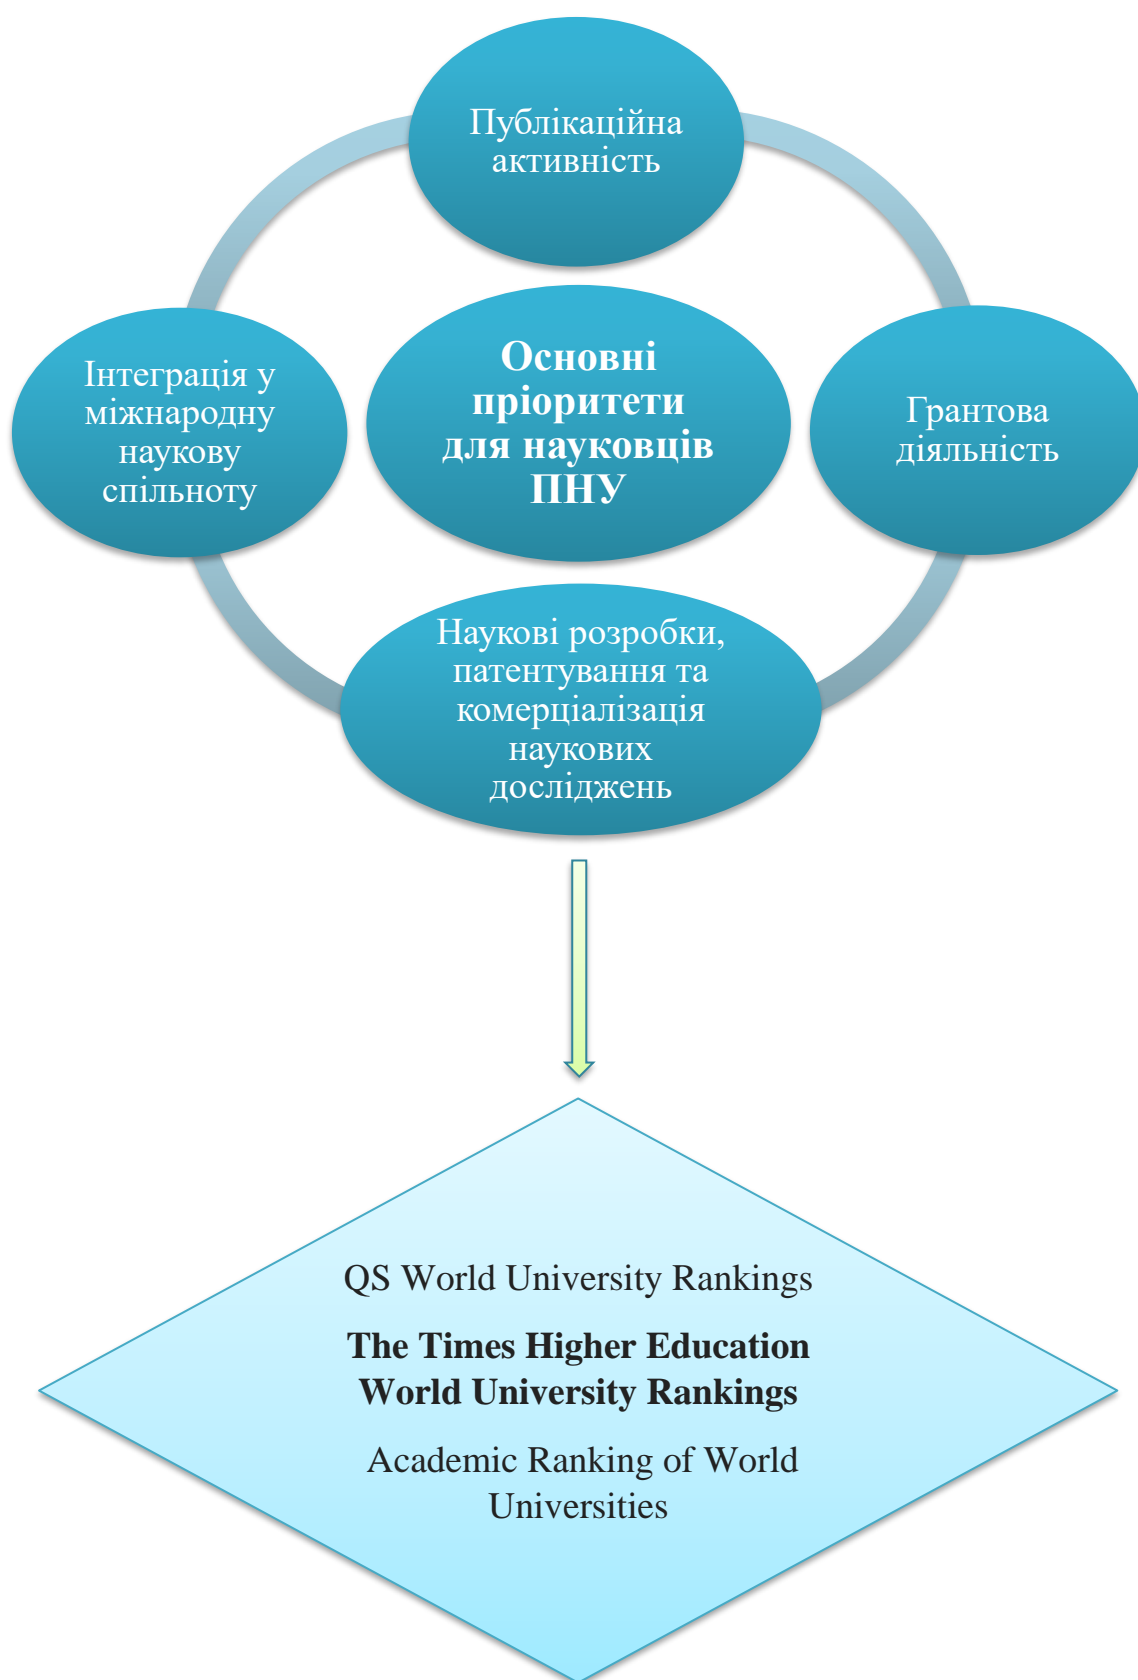 Публікаційна
активність
Основні
пріоритети
для науковців
ПНУ
Інтеграція у
міжнародну
наукову
спільноту
Грантова
діяльність
Наукові розробки,
патентування та
комерціалізація
наукових
досліджень
QS World University Rankings
The Times Higher Education
World University Rankings
Academic Ranking of World
Universities